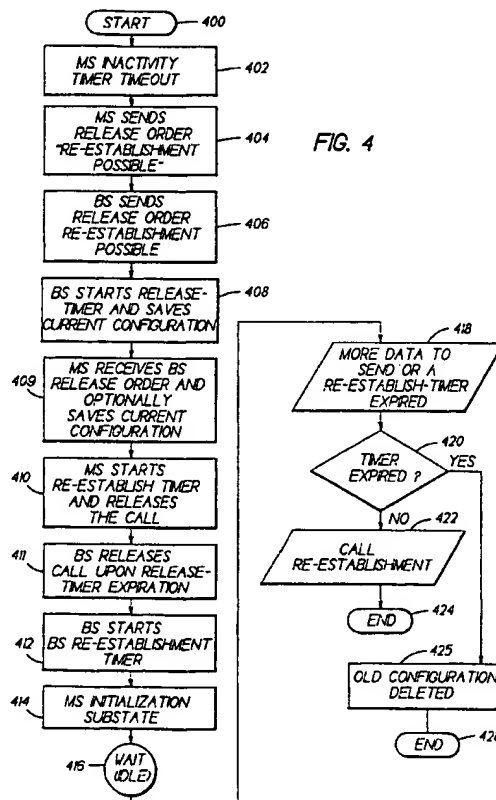 START
400
MS INACTIVITY
TIMER TIMEOUT
402
MS SENDS
RELEASE ORDER
"RE-ESTABLISHMENT
POSSIBLE"
404
FIG. 4
BS SENDS
RELEASE ORDER
RE-ESTABLISHMENT
POSSIBLE
406
BS STARTS RELEASE-
TIMER AND SAVES
CURRENT CONFIGURATION
408
MS RECEIVES BS
RELEASE ORDER AND
OPTIONALLY
SAVES CURRENT
CONFIGURATION
409
MS STARTS
RE-ESTABLISH TIMER
AND RELEASES
THE CALL
410
BS RELEASES
CALL UPON RELEASE-
TIMER EXPIRATION
411
BS STARTS
BS RE-ESTABLISHMENT
TIMER
412
MS INITIALIZATION
SUBSTATE
414
WAIT
(IDLE)
416
418
MORE DATA TO
SEND OR A
RE-ESTABLISH-TIMER
EXPIRED
420
TIMER
EXPIRED ?
YES
NO
422
CALL
RE-ESTABLISHMENT
END
424
425
OLD CONFIGURATION
DELETED
END